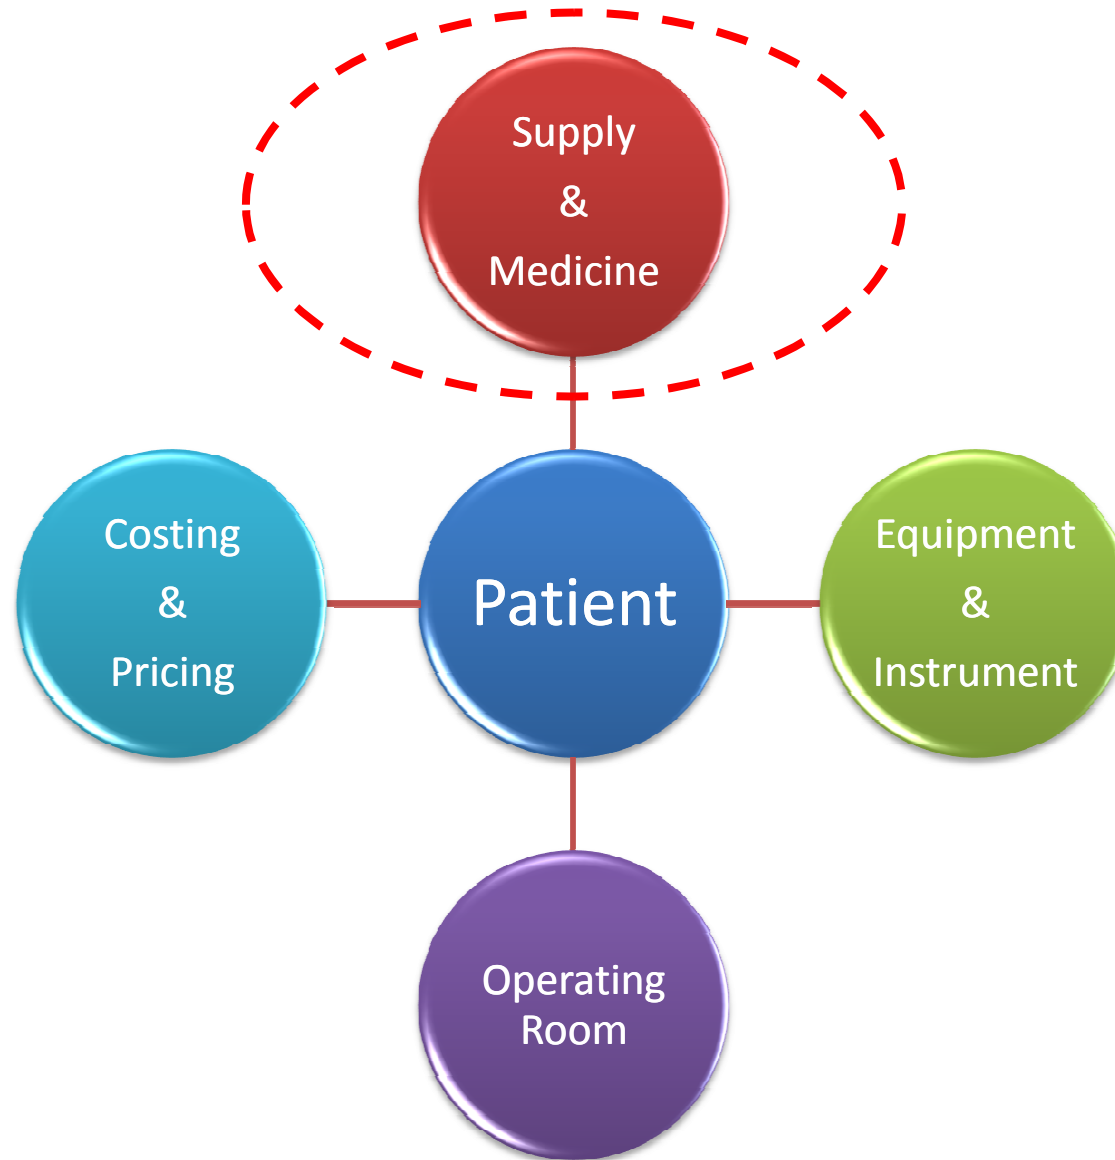 Supply
&
Medicine
Costing
&
Pricing
Patient
Equipment
&
Instrument
Operating
Room